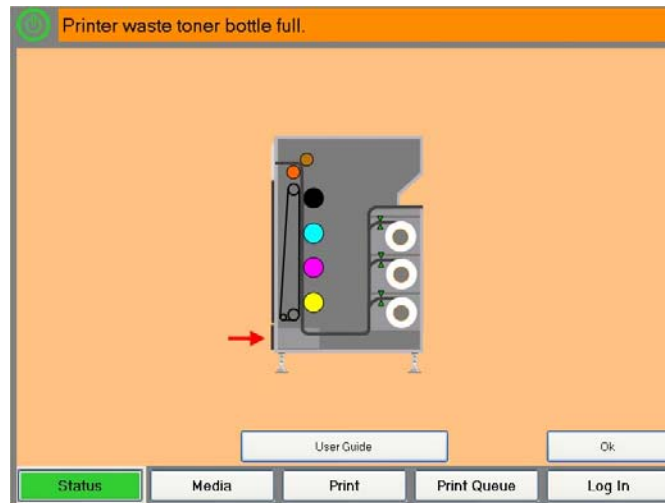 Printer waste toner bottle full.
User Guide
Ok
Status
Media
Print
Print Queue
Log In